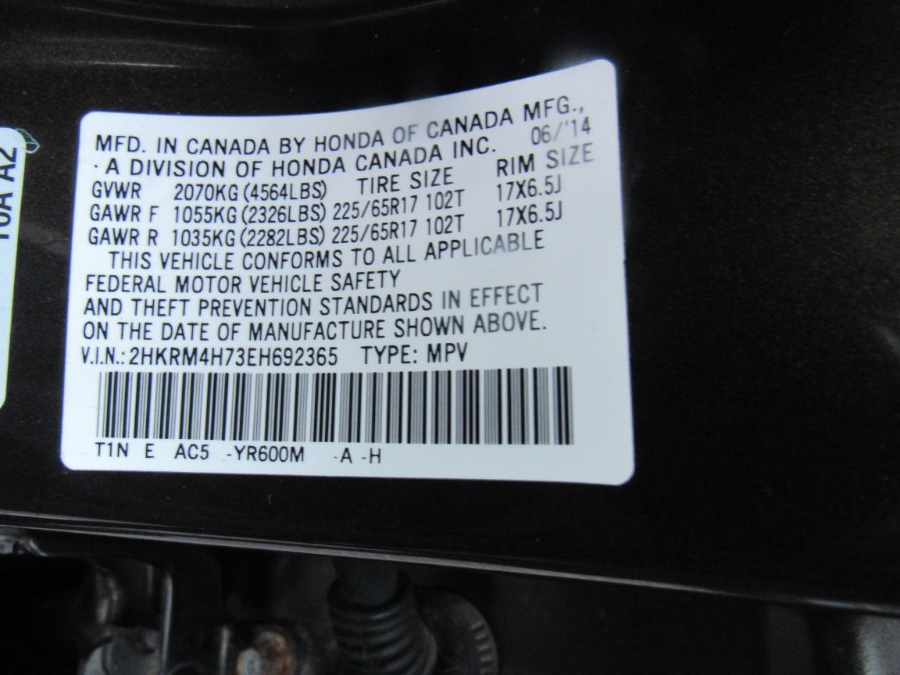 MFD. IN CANADA BY HONDA OF CANADA MFG.,
· A DIVISION OF HONDA CANADA INC. 06/'14
GVWR 2070KG (4564LBS) TIRE SIZE RIM SIZE
GAWR F 1055KG (2326LBS) 225/65R17 102T 17X6.5J
GAWR R 1035KG (2282LBS) 225/65R17 102T 17X6.5J
THIS VEHICLE CONFORMS TO ALL APPLICABLE
FEDERAL MOTOR VEHICLE SAFETY
AND THEFT PREVENTION STANDARDS IN EFFECT
ON THE DATE OF MANUFACTURE SHOWN ABOVE.
V.I.N.: 2HKRM4H73EH692365 TYPE: MPV
T1N E AC5 -YR600M -A -H
A2